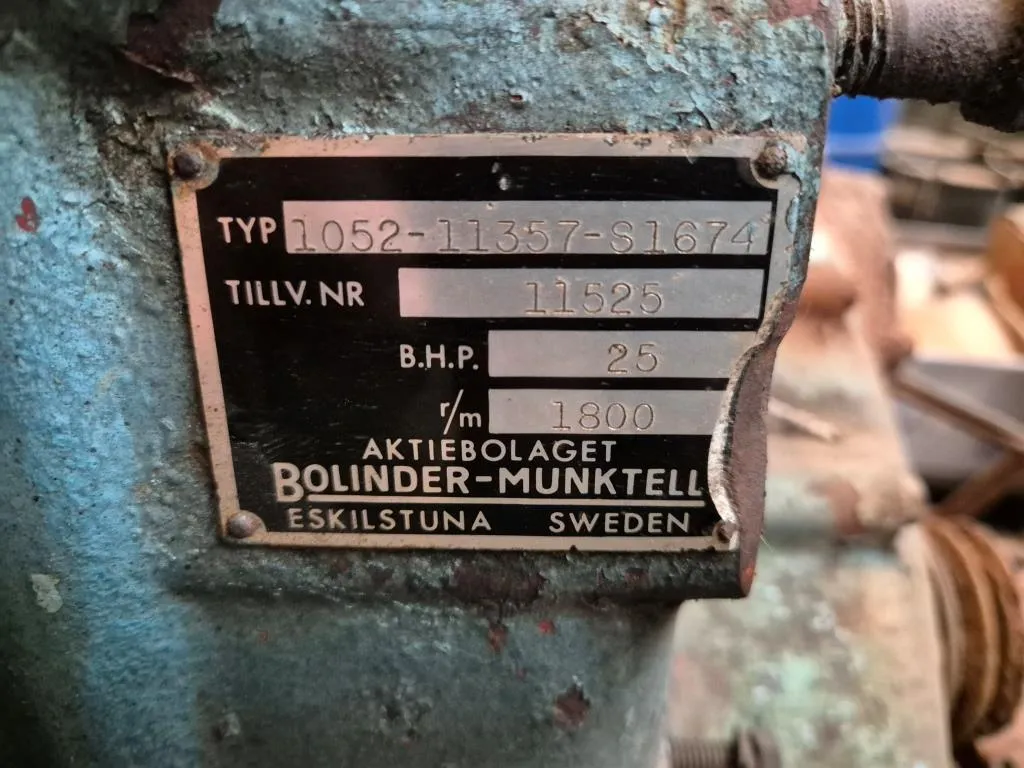 TYP 1052-11357-S1674
TILLV. NR 11525
B.H.P. 25
r/m 1800
AKTIEBOLAGET
BOLINDER-MUNKTELL
ESKILSTUNA SWEDEN